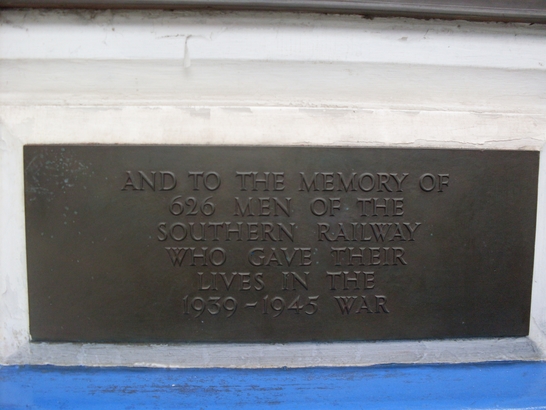 AND TO THE MEMORY OF
626 MEN OF THE
SOUTHERN RAILWAY
WHO GAVE THEIR
LIVES IN THE
1939-1945 WAR